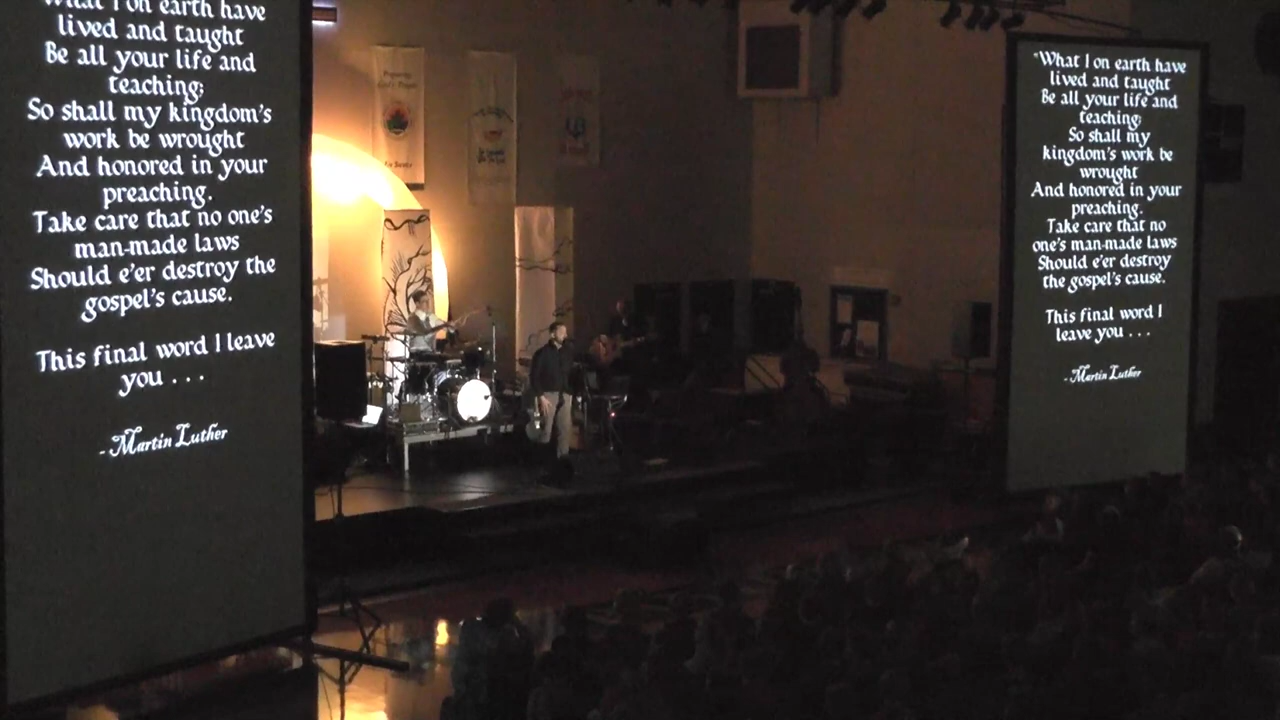 What I on earth have
lived and taught
Be all your life and
teaching;
So shall my kingdom's
work be wrought
And honored in your
preaching.
Take care that no one's
man-made laws
Should e'er destroy the
gospel's cause.
This final word I leave
you . . .
- Martin Luther
"What I on earth have
lived and taught
Be all your life and
teaching;
So shall my
kingdom's work be
wrought
And honored in your
preaching.
Take care that no
one's man-made laws
Should e'er destroy
the gospel's cause.
This final word I
leave you . . .
- Martin Luther